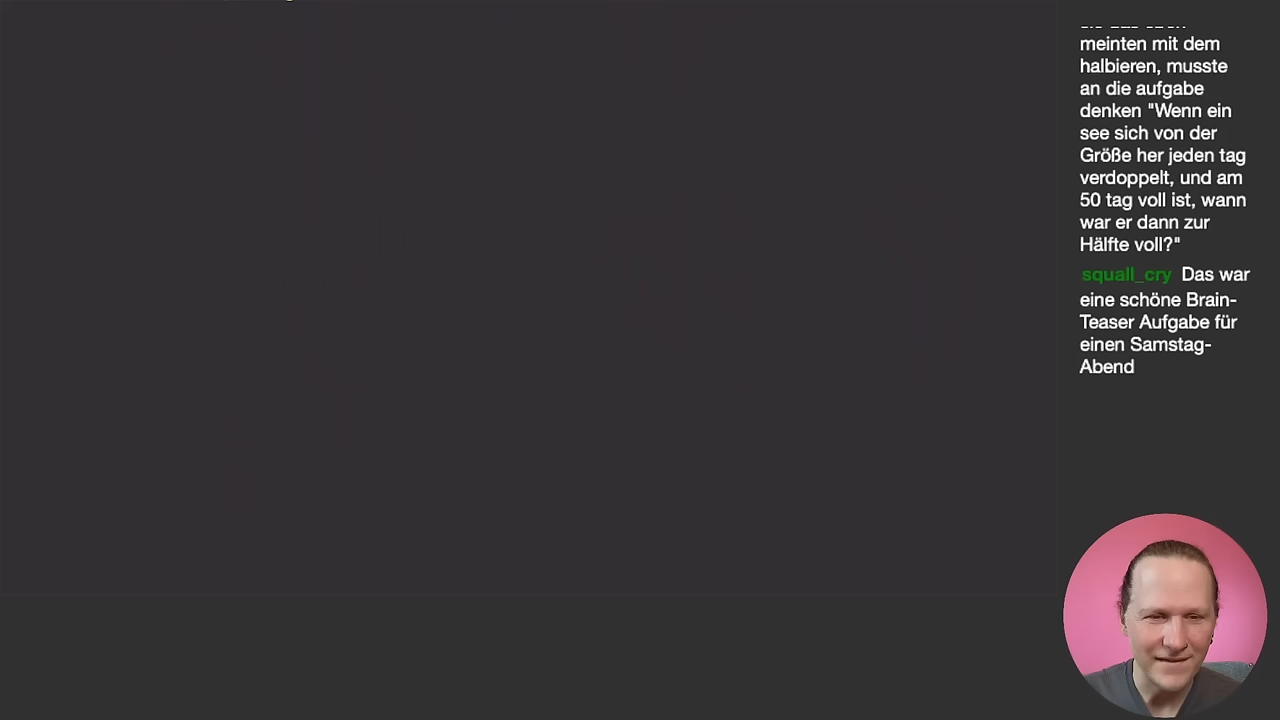 meinten mit dem
halbieren, musste
an die aufgabe
denken "Wenn ein
see sich von der
Größe her jeden tag
verdoppelt, und am
50 tag voll ist, wann
war er dann zur
Hälfte voll?"
squall_cry Das war
eine schöne Brain-
Teaser Aufgabe für
einen Samstag-
Abend